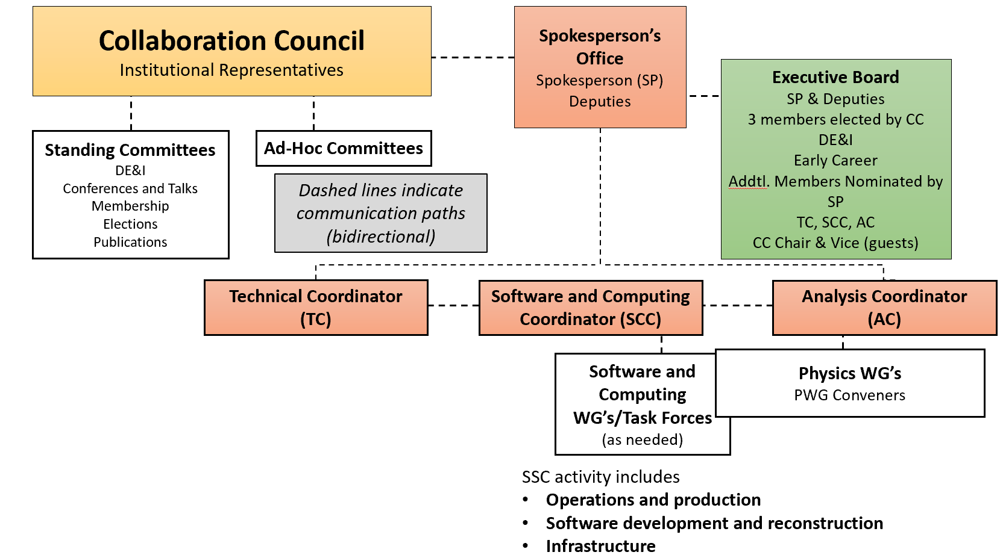 Collaboration Council
Institutional Representatives
Spokesperson’s
Office
Spokesperson (SP)
Deputies
Executive Board
SP & Deputies
3 members elected by CC
DE&I
Early Career
Addtl. Members Nominated by
SP
TC, SCC, AC
CC Chair & Vice (guests)
Standing Committees
DE&I
Conferences and Talks
Membership
Elections
Publications
Ad-Hoc Committees
Dashed lines indicate
communication paths
(bidirectional)
Technical Coordinator
(TC)
Software and Computing
Coordinator (SCC)
Analysis Coordinator
(AC)
Software and
Computing
WG’s/Task Forces
(as needed)
Physics WG’s
PWG Conveners
SSC activity includes
• Operations and production
• Software development and reconstruction
• Infrastructure